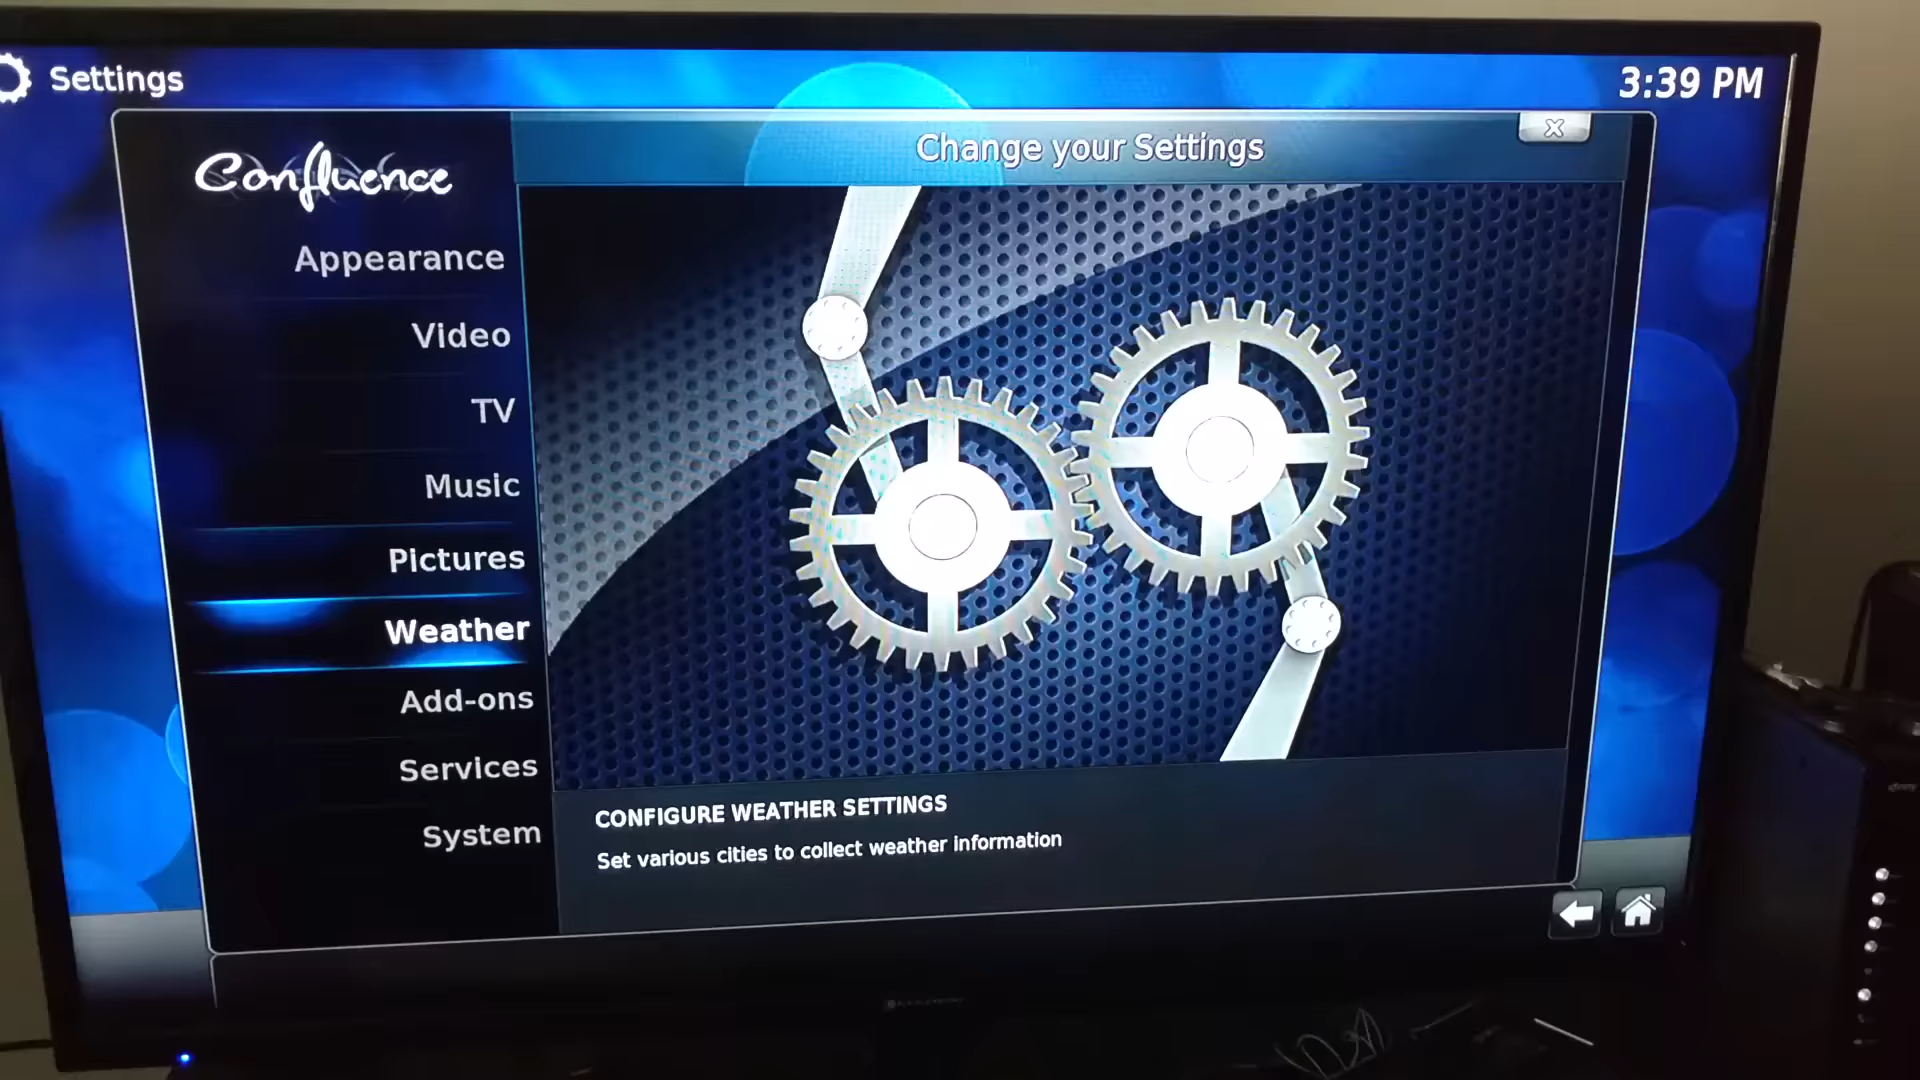 Settings
3:39 PM
Change your Settings
Confluence
Appearance
Video
TV
Music
Pictures
Weather
Add-ons
Services
System
CONFIGURE WEATHER SETTINGS
Set various cities to collect weather information